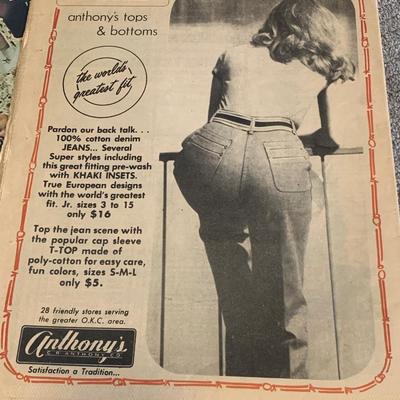 anthony's tops
& bottoms
the world's
greatest fit
Pardon our back talk. . .
100% cotton denim
JEANS... Several
Super styles including
this great fitting pre-wash
with KHAKI INSETS.
True European designs
with the world's greatest
fit. Jr. sizes 3 to 15
only $16
Top the jean scene with
the popular cap sleeve
T-TOP made of
poly-cotton for easy care,
fun colors, sizes S-M-L
only $5.
28 friendly stores serving
the greater O.K.C. area.
Anthony's
C. R. ANTHONY CO.
Satisfaction a Tradition...